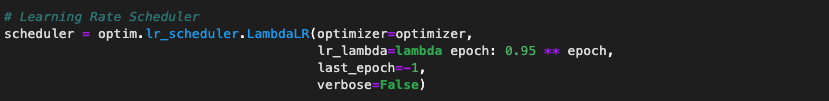 # Learning Rate Scheduler
scheduler = optim.lr_scheduler.LambdaLR(optimizer=optimizer,
                                        lr_lambda=lambda epoch: 0.95 ** epoch,
                                        last_epoch=-1,
                                        verbose=False)